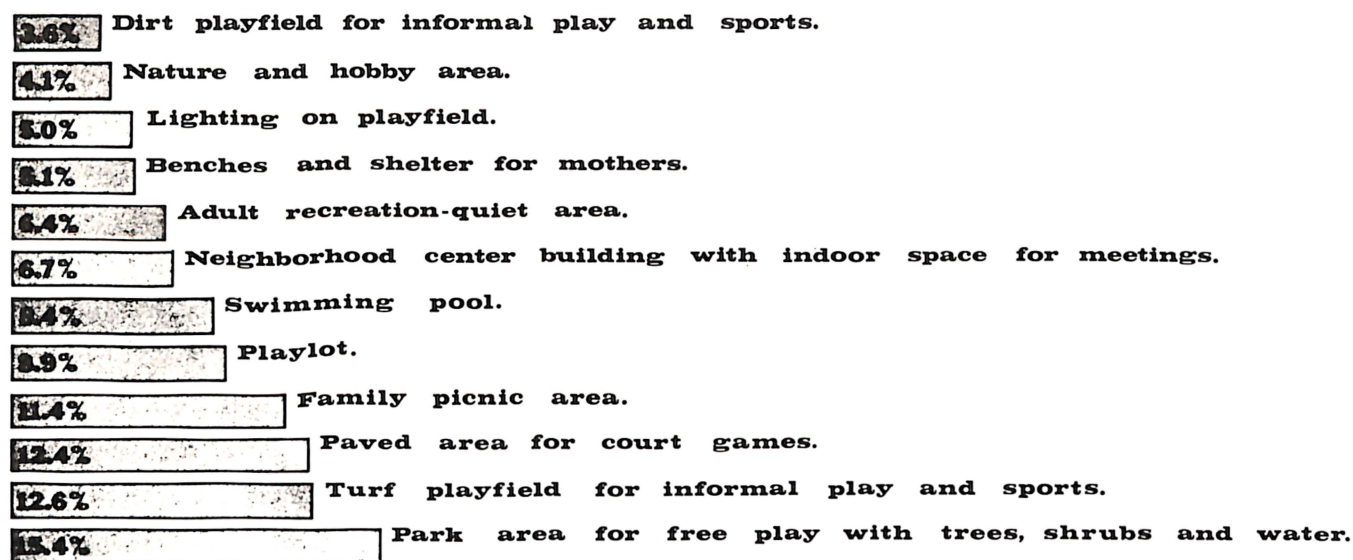 3.6% Dirt playfield for informal play and sports.
4.1% Nature and hobby area.
5.0% Lighting on playfield.
5.1% Benches and shelter for mothers.
6.4% Adult recreation-quiet area.
6.7% Neighborhood center building with indoor space for meetings.
8.4% Swimming pool.
8.9% Playlot.
11.4% Family picnic area.
12.4% Paved area for court games.
12.6% Turf playfield for informal play and sports.
15.4% Park area for free play with trees, shrubs and water.